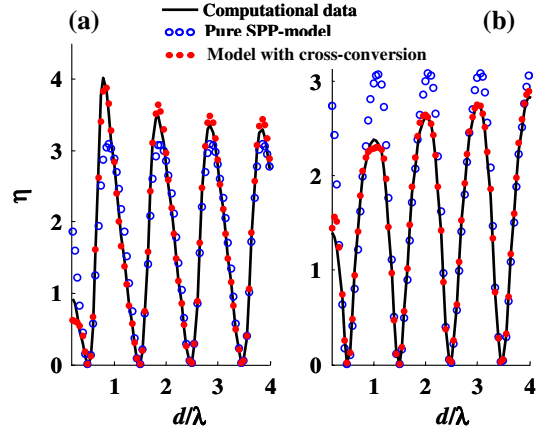 (a)
Computational data
Pure SPP-model
Model with cross-conversion
(b)
η
4
3
2
1
0
1 2 3 4
d/λ
3
2
1
0
1 2 3 4
d/λ